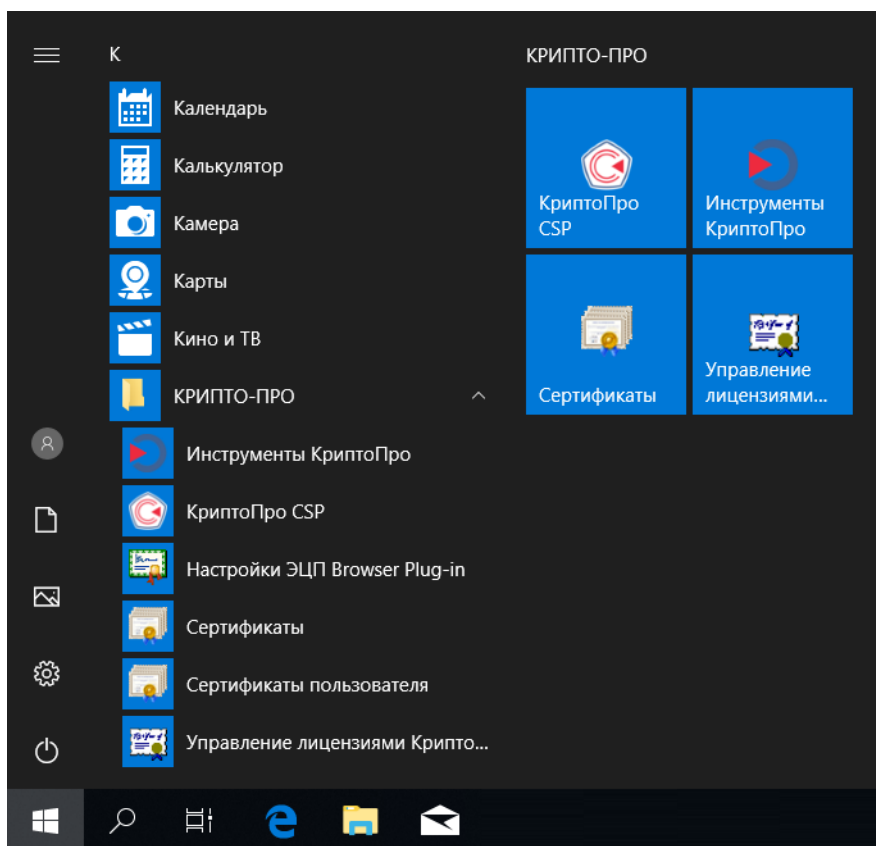 К
Календарь
Калькулятор
Камера
Карты
Кино и ТВ
КРИПТО-ПРО
Инструменты КриптоПро
КриптоПро CSP
Настройки ЭЦП Browser Plug-in
Сертификаты
Сертификаты пользователя
Управление лицензиями Крипто...
КРИПТО-ПРО
КриптоПро
CSP
Инструменты
КриптоПро
Сертификаты
Управление
лицензиями...